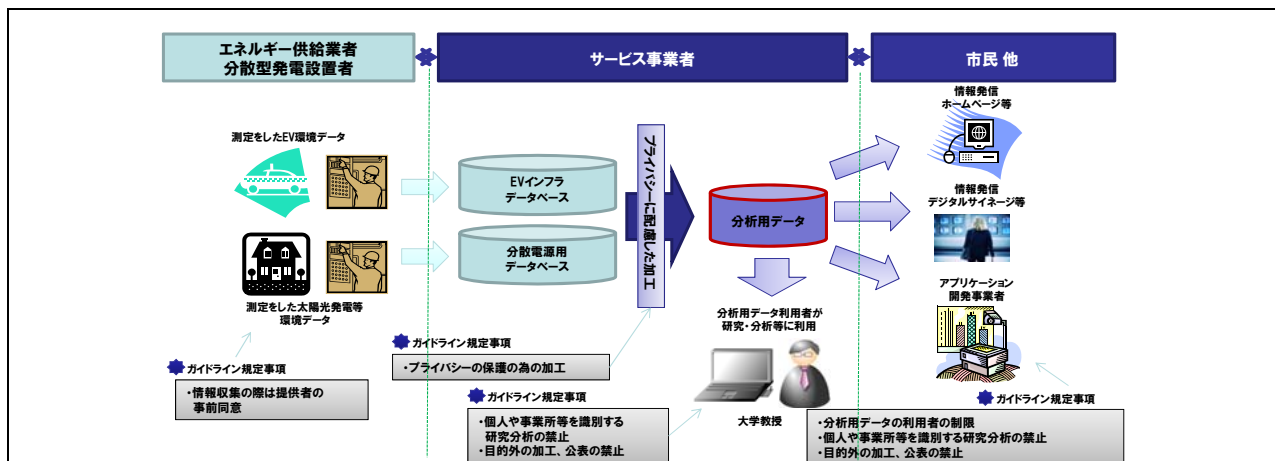 エネルギー供給業者
分散型発電設置者
サービス事業者
市民 他
測定をしたEV環境データ
測定をした太陽光発電等
環境データ
EVインフラ
データベース
分散電源用
データベース
プライバシーに配慮した加工
分析用データ
分析用データ利用者が
研究・分析等に利用
大学教授
情報発信
ホームページ等
情報発信
デジタルサイネージ等
アプリケーション
開発事業者
ガイドライン規定事項
・情報収集の際は提供者の
事前同意
ガイドライン規定事項
・プライバシーの保護の為の加工
ガイドライン規定事項
・個人や事業所等を識別する
研究分析の禁止
・目的外の加工、公表の禁止
ガイドライン規定事項
・分析用データの利用者の制限
・個人や事業所等を識別する研究分析の禁止
・目的外の加工、公表の禁止